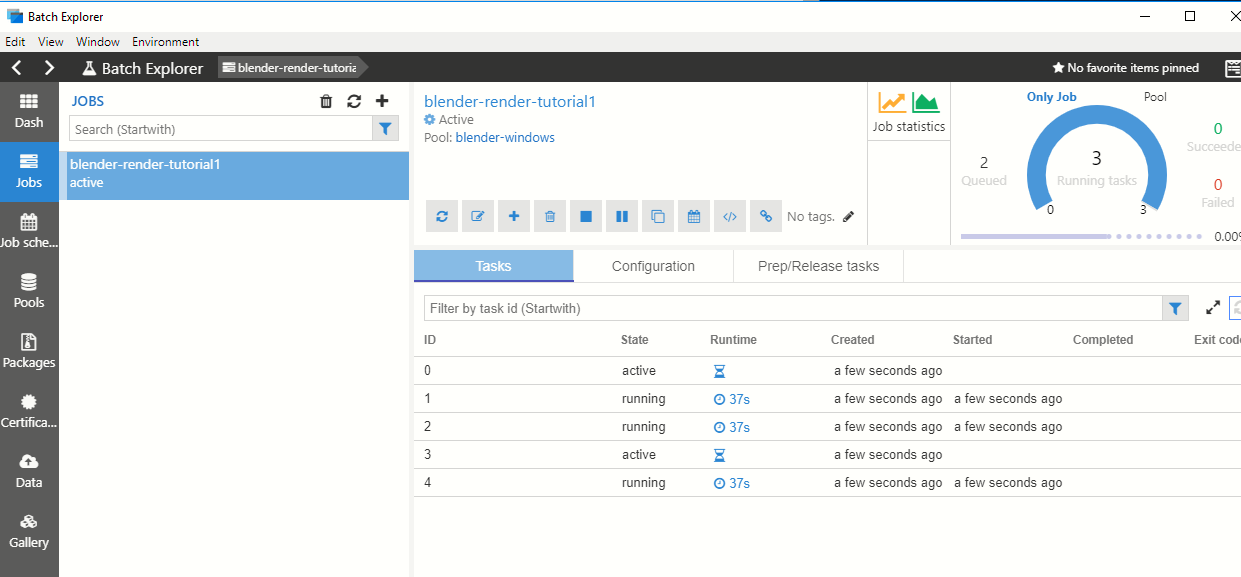 Batch Explorer
Edit View Window Environment
Batch Explorer blender-render-tutoria No favorite items pinned
Dash
Jobs
Job sche...
Pools
Packages
Certifica...
Data
Gallery
JOBS
Search (Startwith)
blender-render-tutorial1
active
blender-render-tutorial1
Active
Pool: blender-windows
No tags.
Job statistics
Only Job Pool
2
Queued
3
Running tasks
0 3
0
Succeede
0
Failed
0.00%
Tasks Configuration Prep/Release tasks
Filter by task id (Startwith)
ID State Runtime Created Started Completed Exit code
0 active a few seconds ago
1 running 37s a few seconds ago a few seconds ago
2 running 37s a few seconds ago a few seconds ago
3 active a few seconds ago
4 running 37s a few seconds ago a few seconds ago